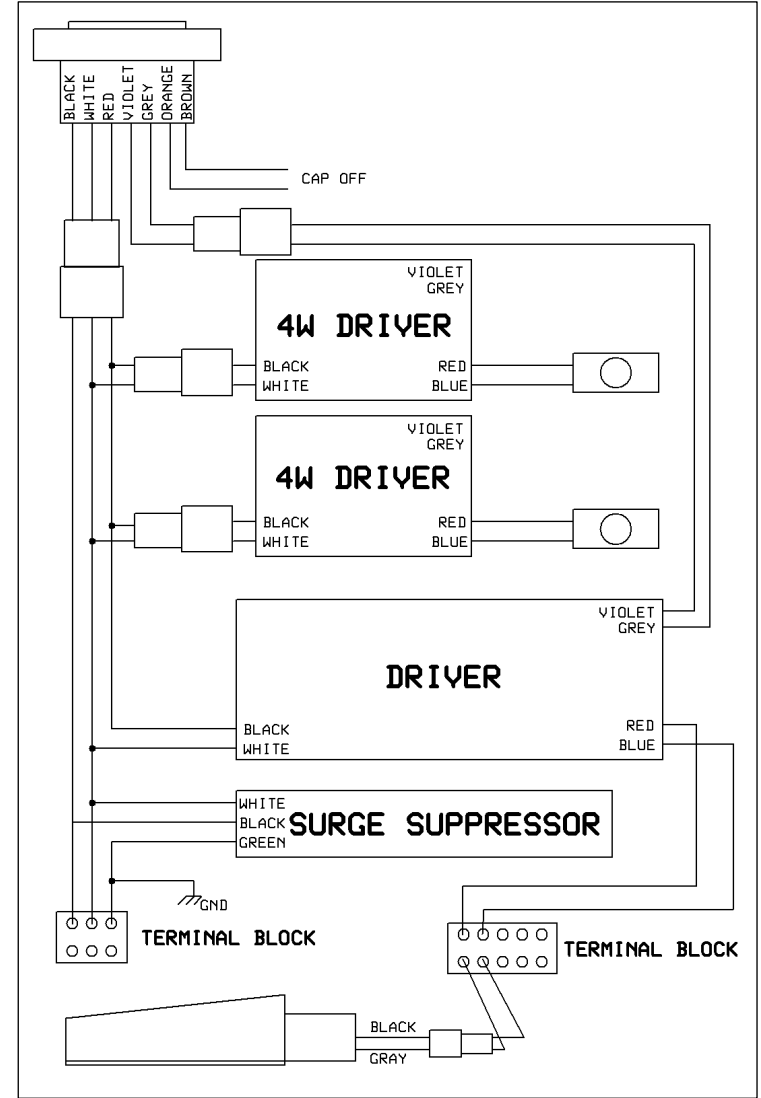 BLACK
WHITE
RED
VIOLET
GREY
ORANGE
BROWN
CAP OFF
VIOLET
GREY
4W DRIVER
BLACK
WHITE
RED
BLUE
VIOLET
GREY
4W DRIVER
BLACK
WHITE
RED
BLUE
VIOLET
GREY
DRIVER
BLACK
WHITE
RED
BLUE
WHITE
BLACK
GREEN
SURGE SUPPRESSOR
GND
TERMINAL BLOCK
TERMINAL BLOCK
BLACK
GRAY